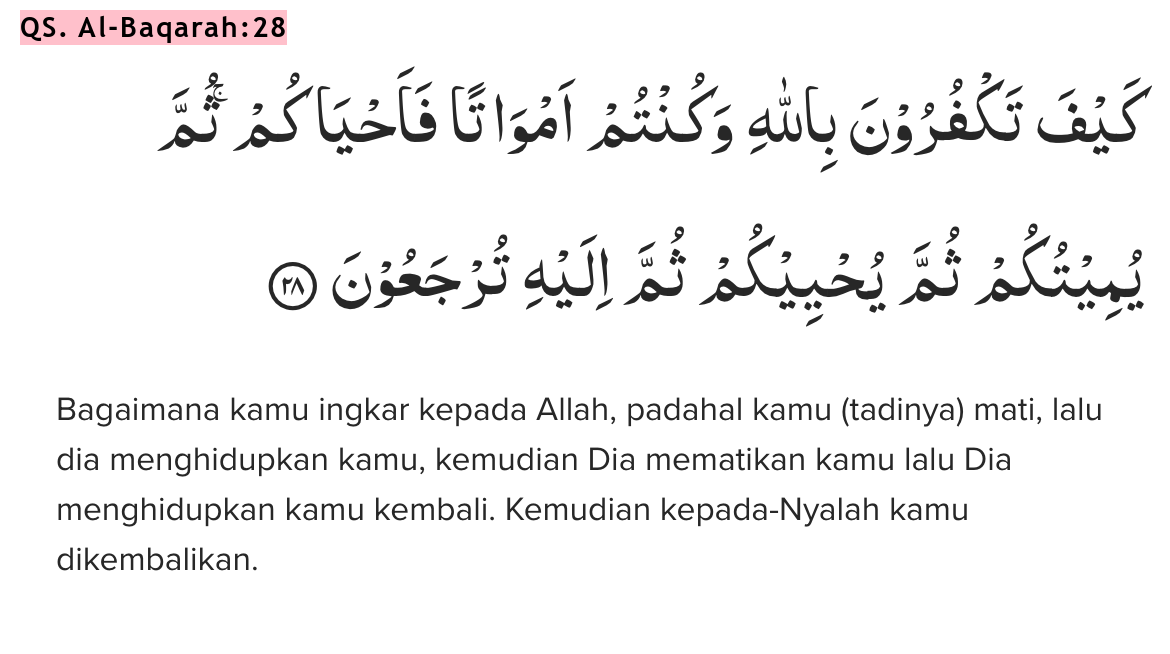 QS. Al-Baqarah:28
كَيْفَ تَكْفُرُوْنَ بِاللّٰهِ وَكُنْتُمْ اَمْوَاتًا فَاَحْيَاكُمْۚ ثُمَّ
يُمِيْتُكُمْ ثُمَّ يُحْيِيْكُمْ ثُمَّ اِلَيْهِ تُرْجَعُوْنَ ٢٨
Bagaimana kamu ingkar kepada Allah, padahal kamu (tadinya) mati, lalu
dia menghidupkan kamu, kemudian Dia mematikan kamu lalu Dia
menghidupkan kamu kembali. Kemudian kepada-Nyalah kamu
dikembalikan.